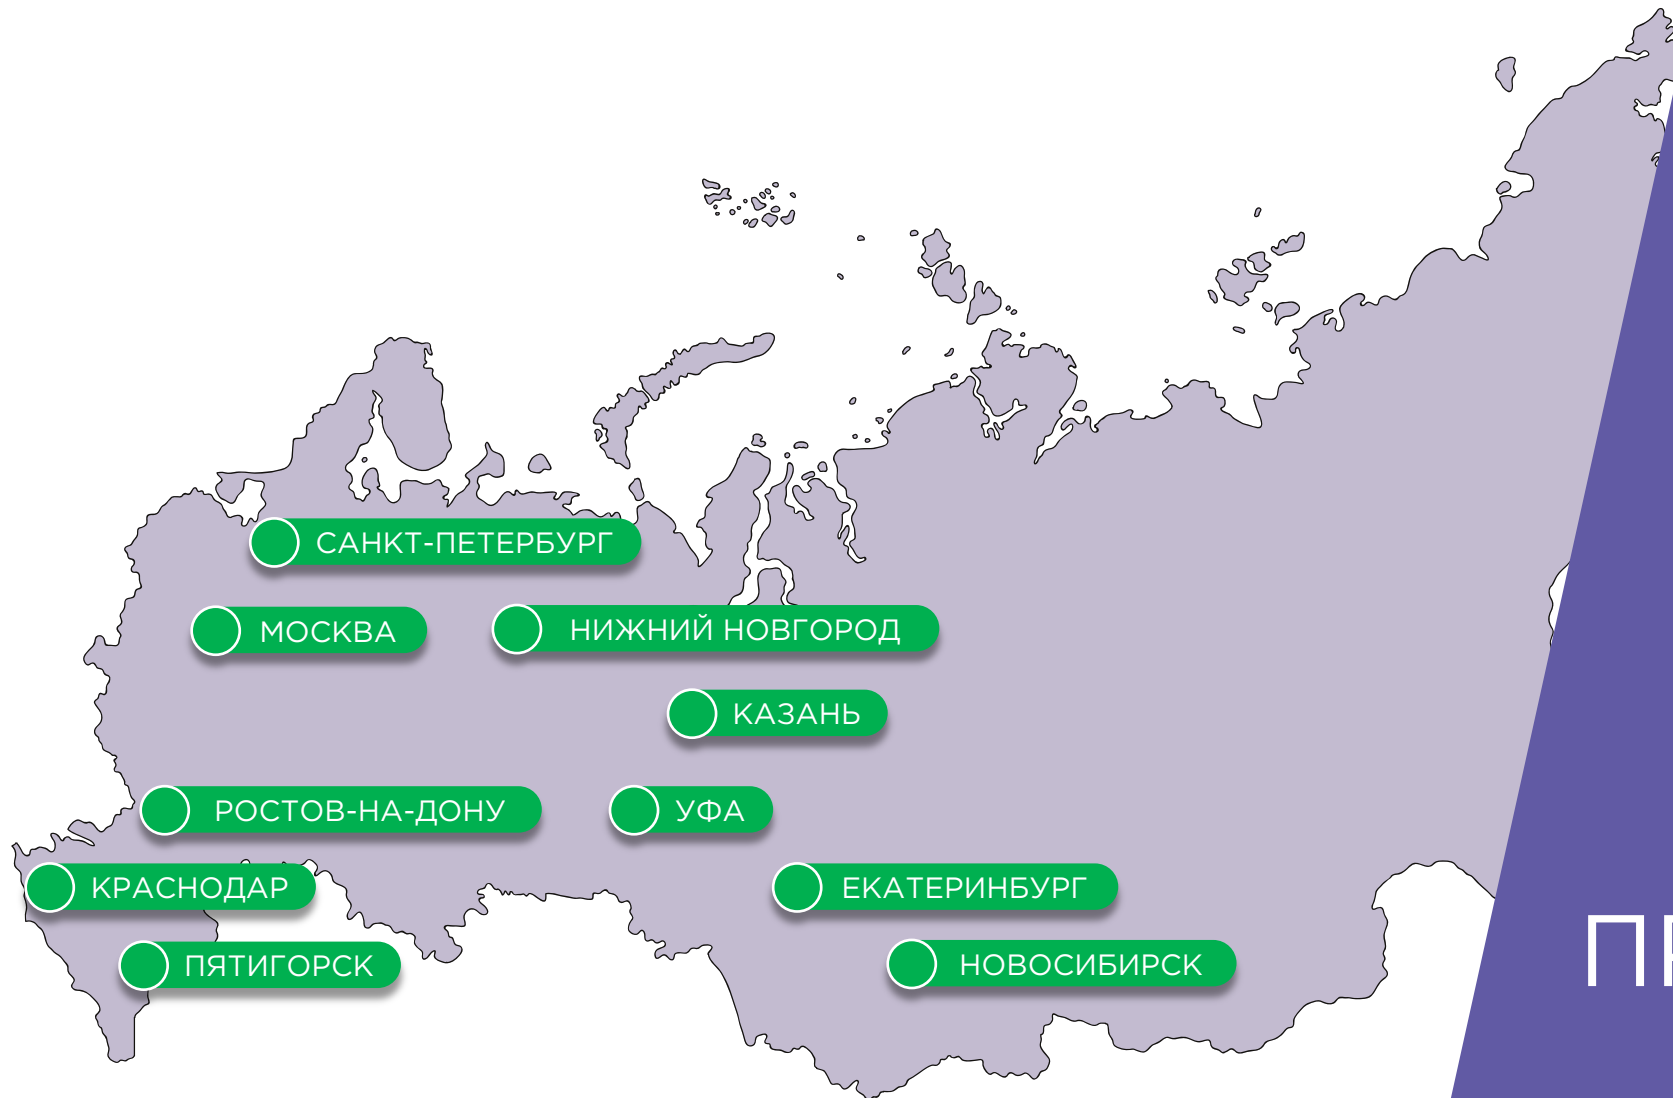 САНКТ-ПЕТЕРБУРГ
МОСКВА
НИЖНИЙ НОВГОРОД
КАЗАНЬ
РОСТОВ-НА-ДОНУ
УФА
КРАСНОДАР
ЕКАТЕРИНБУРГ
ПЯТИГОРСК
НОВОСИБИРСК